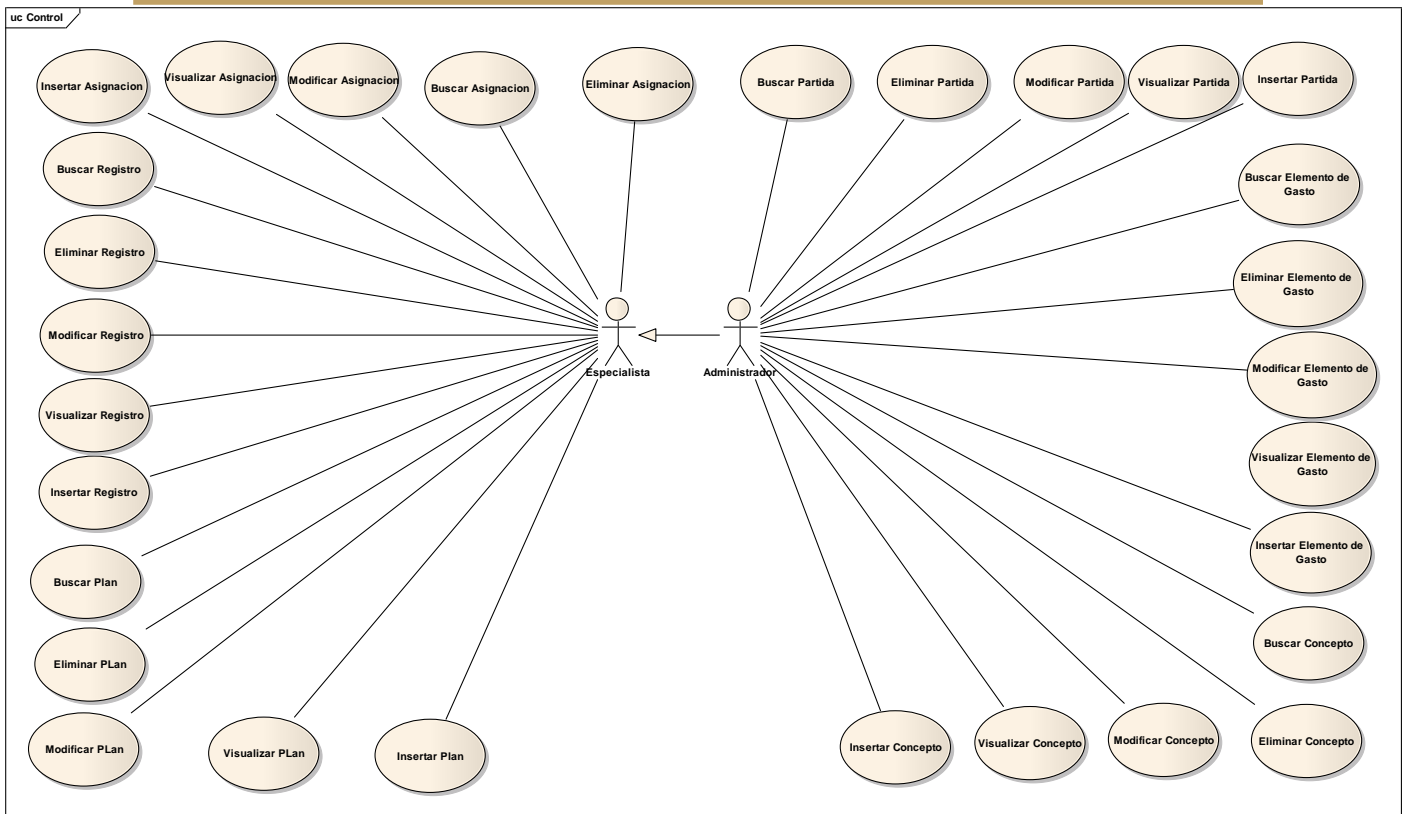 uc Control
Insertar Asignacion
Visualizar Asignacion
Modificar Asignacion
Buscar Asignacion
Eliminar Asignacion
Buscar Partida
Eliminar Partida
Modificar Partida
Visualizar Partida
Insertar Partida
Buscar Registro
Buscar Elemento de
Gasto
Eliminar Registro
Eliminar Elemento de
Gasto
Modificar Registro
Especialista
Administrador
Modificar Elemento de
Gasto
Visualizar Registro
Visualizar Elemento de
Gasto
Insertar Registro
Insertar Elemento de
Gasto
Buscar Plan
Buscar Concepto
Eliminar PLan
Modificar PLan
Visualizar PLan
Insertar Plan
Insertar Concepto
Visualizar Concepto
Modificar Concepto
Eliminar Concepto